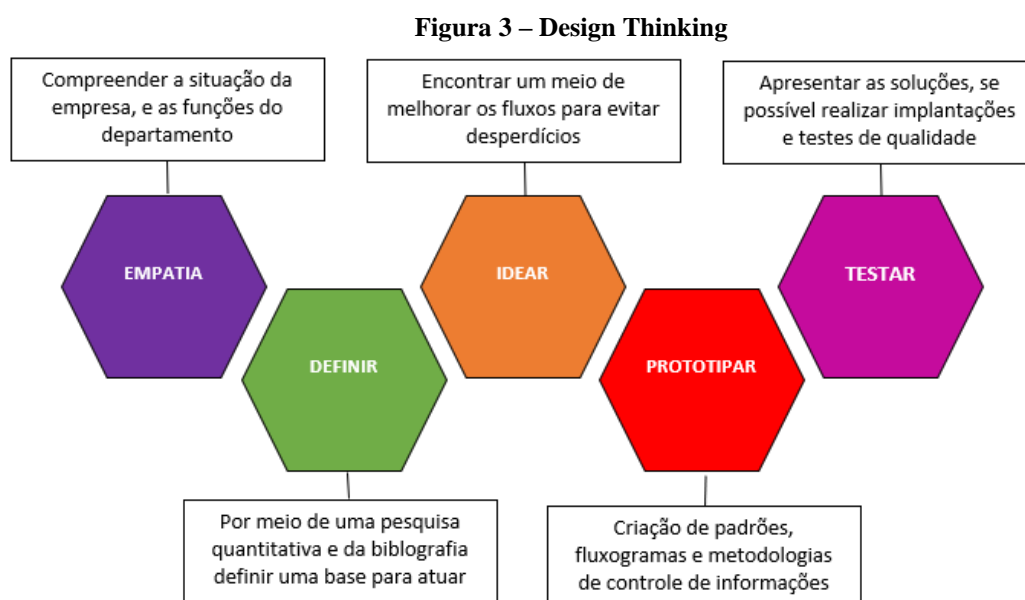 Figura 3 – Design Thinking
Compreender a situação da
empresa, e as funções do
departamento
Encontrar um meio de
melhorar os fluxos para evitar
desperdícios
Apresentar as soluções, se
possível realizar implantações
e testes de qualidade
EMPATIA
IDEAR
TESTAR
DEFINIR
PROTOTIPAR
Por meio de uma pesquisa
quantitativa e da biblografia
definir uma base para atuar
Criação de padrões,
fluxogramas e metodologias
de controle de informações